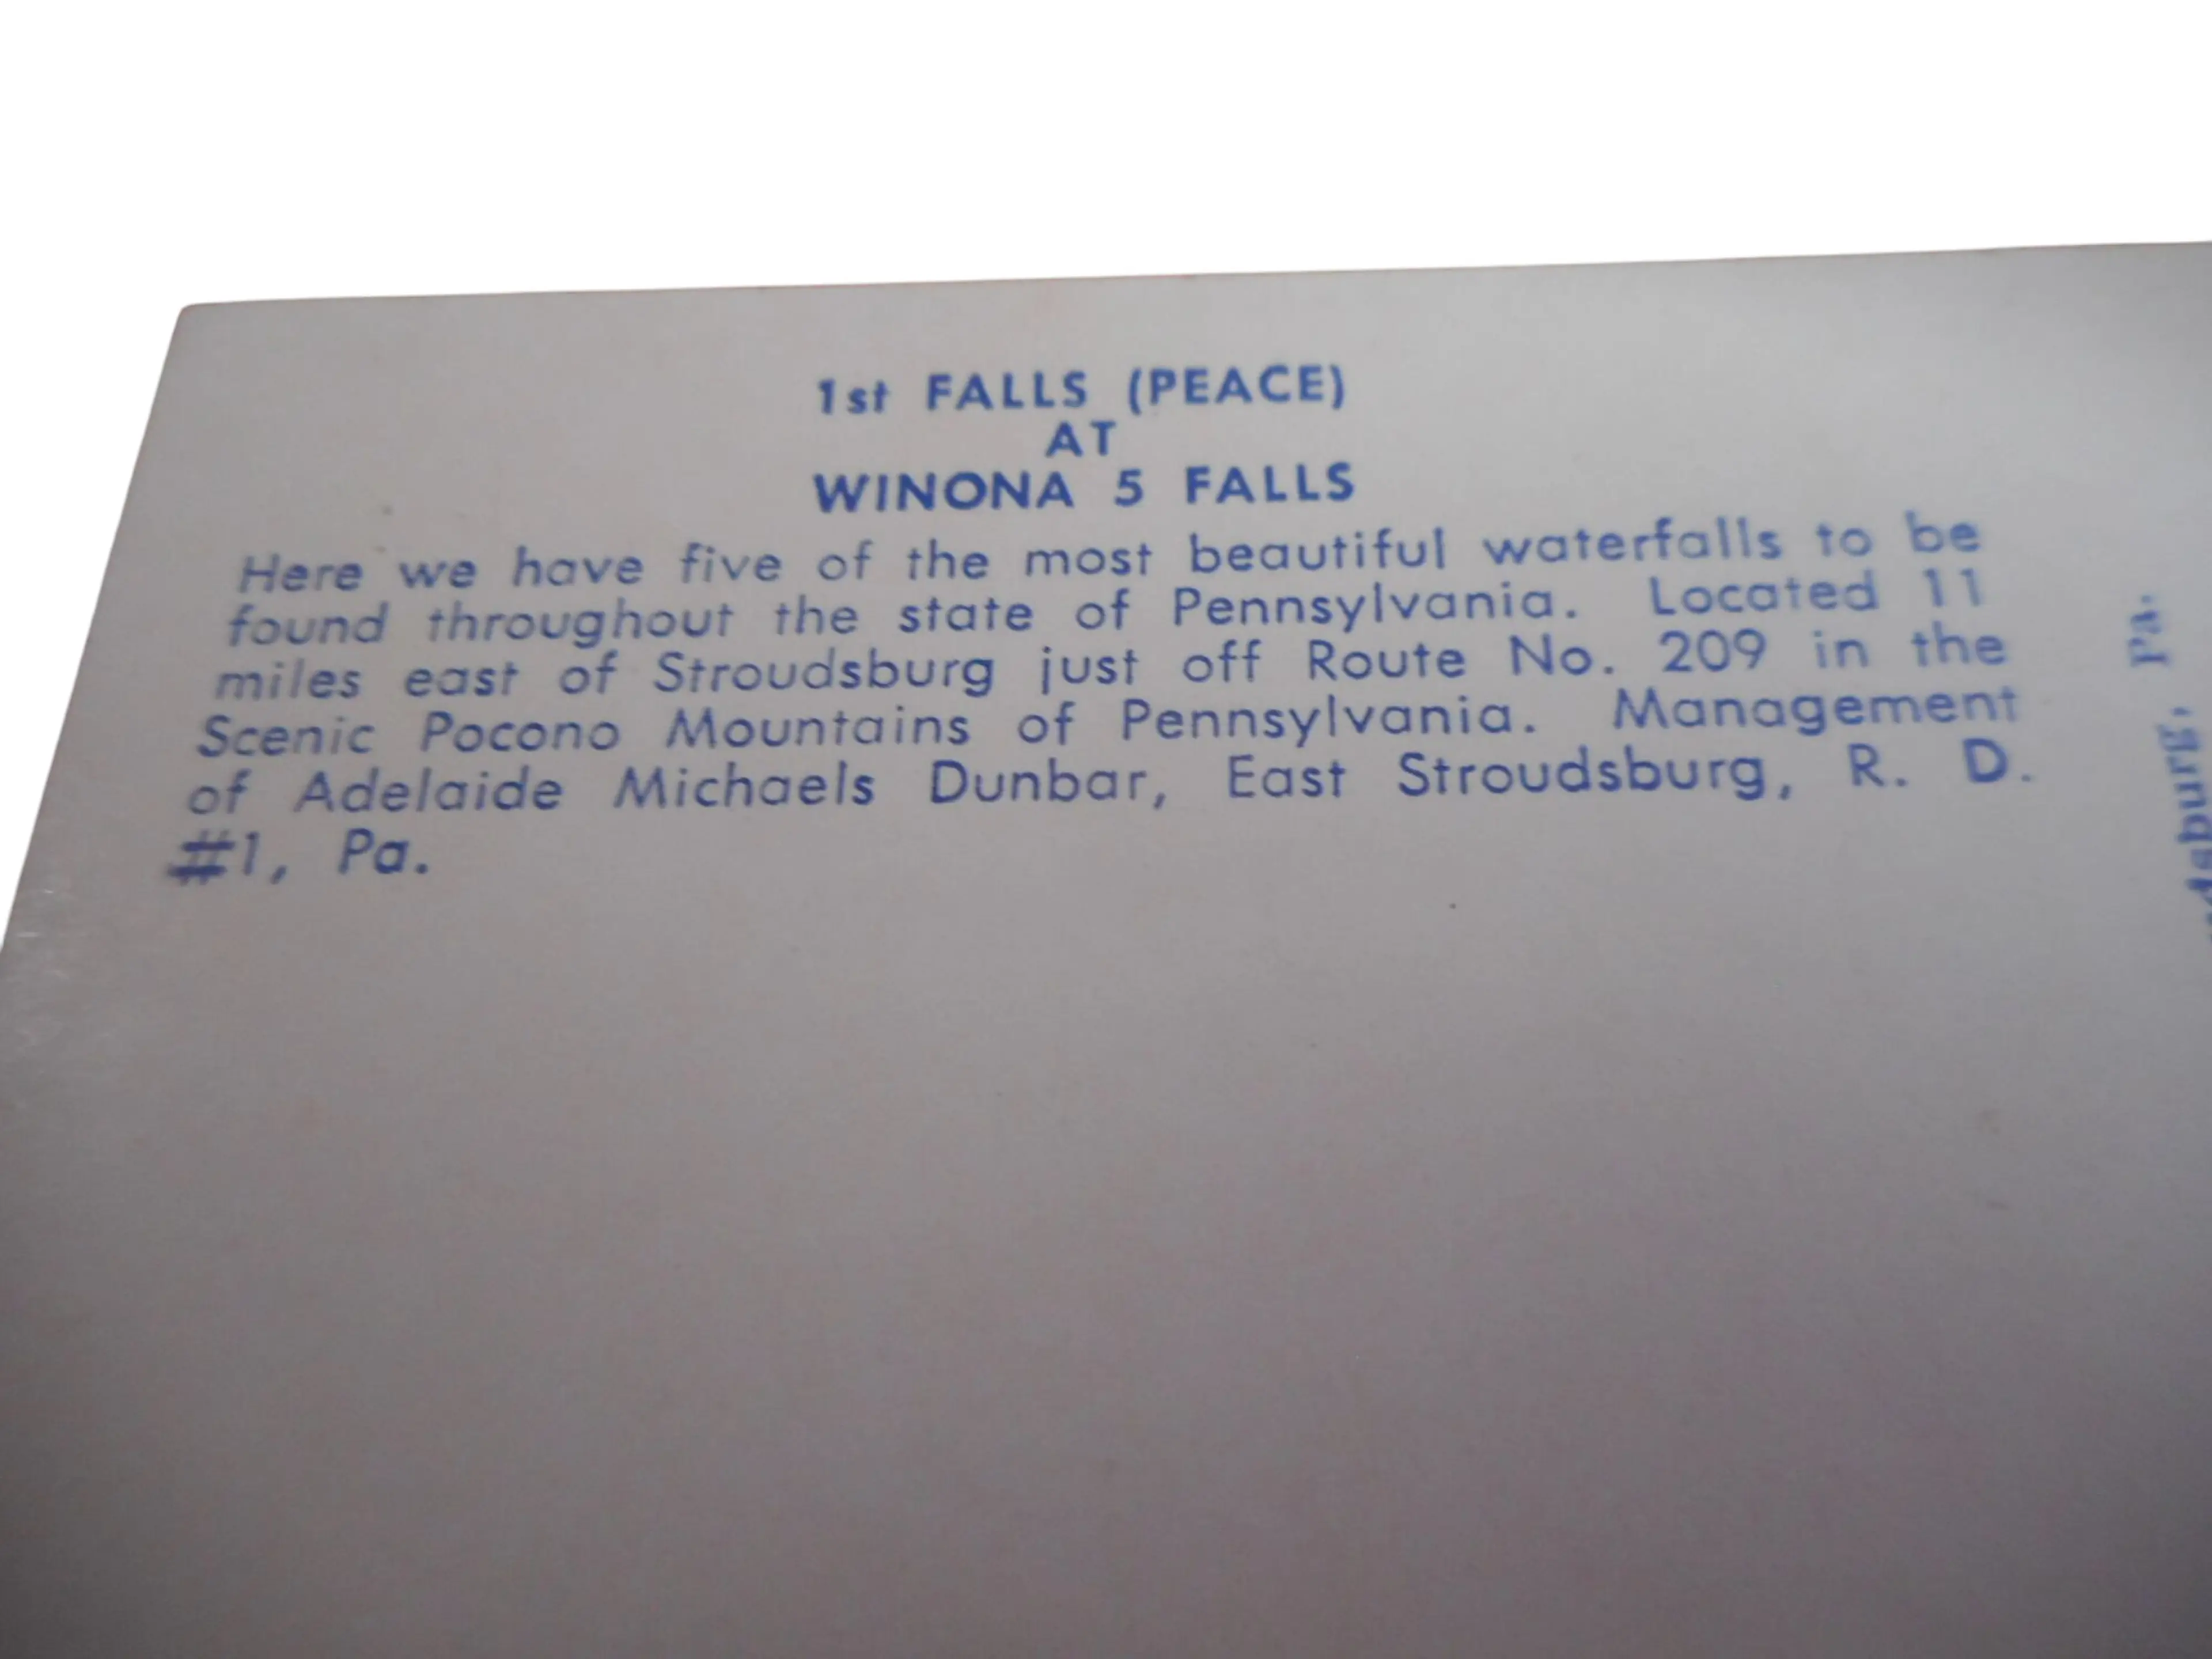 1st FALLS (PEACE)
AT
WINONA 5 FALLS
Here we have five of the most beautiful waterfalls to be
found throughout the state of Pennsylvania. Located 11
miles east of Stroudsburg just off Route No. 209 in the
Scenic Pocono Mountains of Pennsylvania. Management
of Adelaide Michaels Dunbar, East Stroudsburg, R. D.
#1, Pa.
Pa.